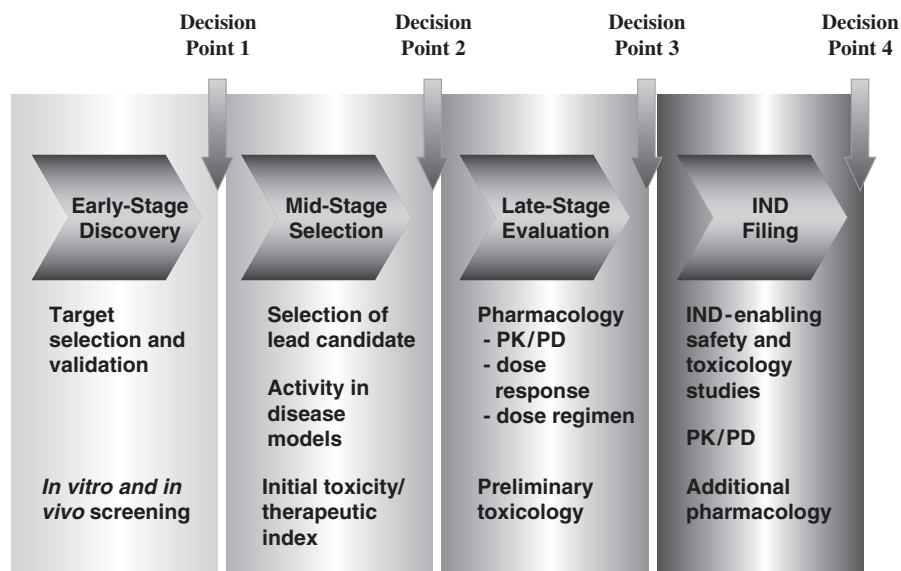 Decision
Point 1
Decision
Point 2
Decision
Point 3
Decision
Point 4
Early-Stage
Discovery
Mid-Stage
Selection
Late-Stage
Evaluation
IND
Filing
Target
selection and
validation
In vitro and in
vivo screening
Selection of
lead candidate
Activity in
disease
models
Initial toxicity/
therapeutic
index
Pharmacology
- PK/PD
- dose
response
- dose regimen
Preliminary
toxicology
IND-enabling
safety and
toxicology
studies
PK/PD
Additional
pharmacology